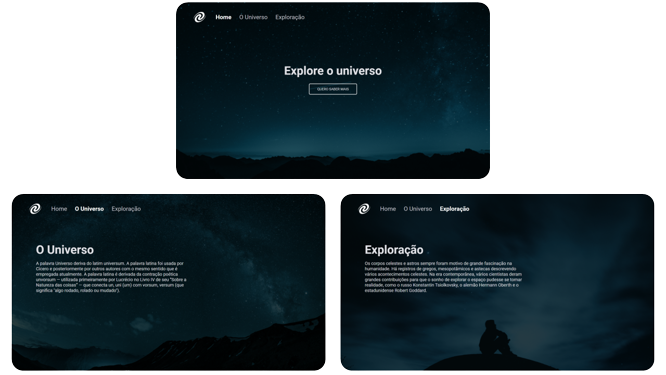 Home O Universo Exploração
Explore o universo
QUERO SABER MAIS
Home O Universo Exploração
O Universo
A palavra Universo deriva do latim universum. A palavra latina foi usada por
Cícero e posteriormente por outros autores com o mesmo sentido que é
empregada atualmente. A palavra latina é derivada da contração poética
unvorsum — utilizada primeiramente por Lucrécio no Livro IV de seu "Sobre a
Natureza das coisas" — que conecta un, uni (um) com vorsum, versum (que
significa "algo rodado, rolado ou mudado").
Home O Universo Exploração
Exploração
Os corpos celestes e astros sempre foram motivo de grande fascinação na
humanidade. Há registros de gregos, mesopotâmicos e astecas descrevendo
vários acontecimentos celestes. Na era contemporânea, vários cientistas deram
grandes contribuições para que o sonho de explorar o espaço pudesse se tornar
realidade, como o russo Konstantin Tsiolkovsky, o alemão Hermann Oberth e o
estadunidense Robert Goddard.